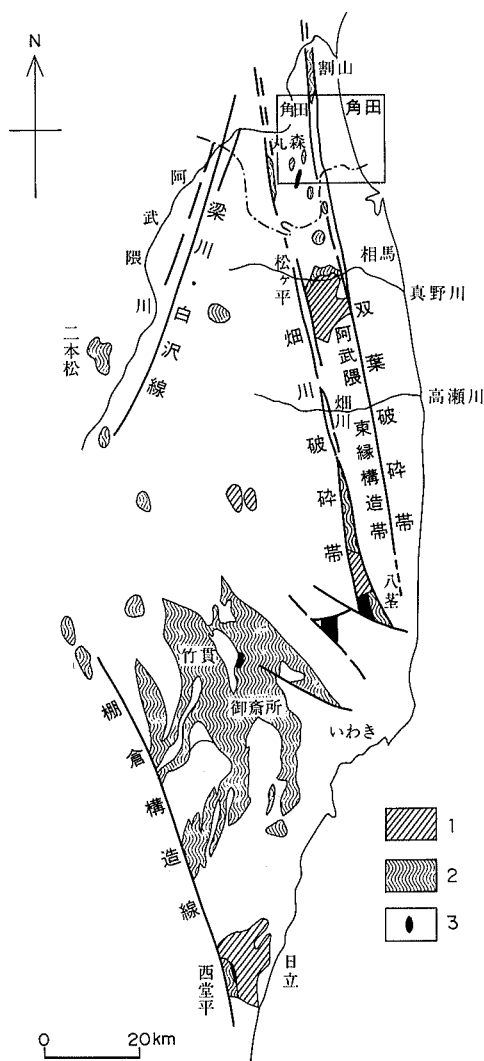 N
割山
角田
角田
丸森
阿武隈川
梁川
白沢線
相馬
松ヶ平
真野川
双葉破砕帯
二本松
畑川破砕帯
阿武隈東縁構造帯
畑川
高瀬川
八茎
竹貫
御斎所
いわき
棚倉構造線
1
2
3
西堂平
日立
0 20km